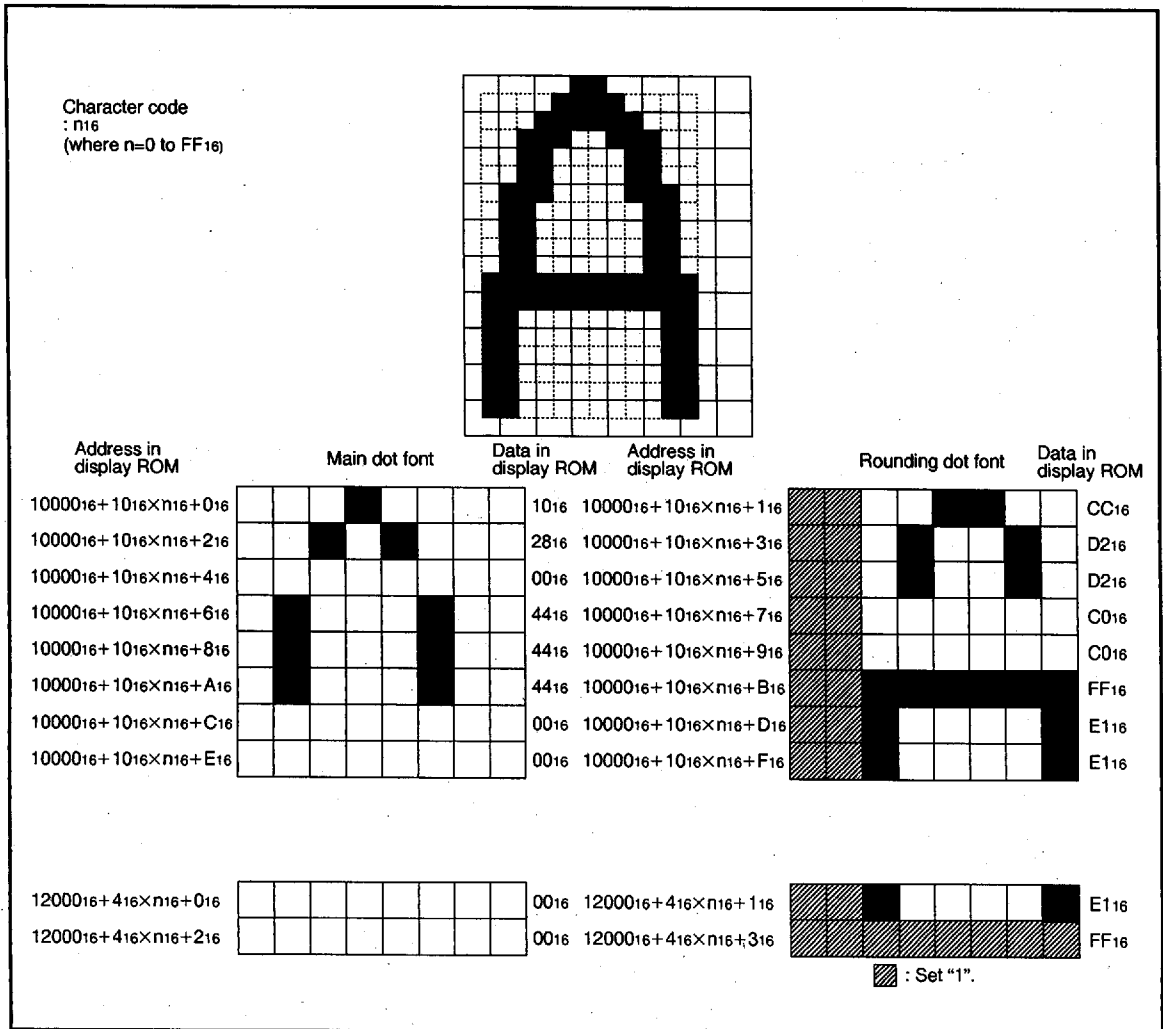 Character code
: n16
(where n=0 to FF16)
Address in
display ROM
Main dot font
Data in
display ROM
Address in
display ROM
Rounding dot font
Data in
display ROM
1000016+1016×n16+016 1016 1000016+1016×n16+116 CC16
1000016+1016×n16+216 2816 1000016+1016×n16+316 D216
1000016+1016×n16+416 0016 1000016+1016×n16+516 D216
1000016+1016×n16+616 4416 1000016+1016×n16+716 C016
1000016+1016×n16+816 4416 1000016+1016×n16+916 C016
1000016+1016×n16+A16 4416 1000016+1016×n16+B16 FF16
1000016+1016×n16+C16 0016 1000016+1016×n16+D16 E116
1000016+1016×n16+E16 0016 1000016+1016×n16+F16 E116
1200016+416×n16+016 0016 1200016+416×n16+116 E116
1200016+416×n16+216 0016 1200016+416×n16+316 FF16
: Set "1".